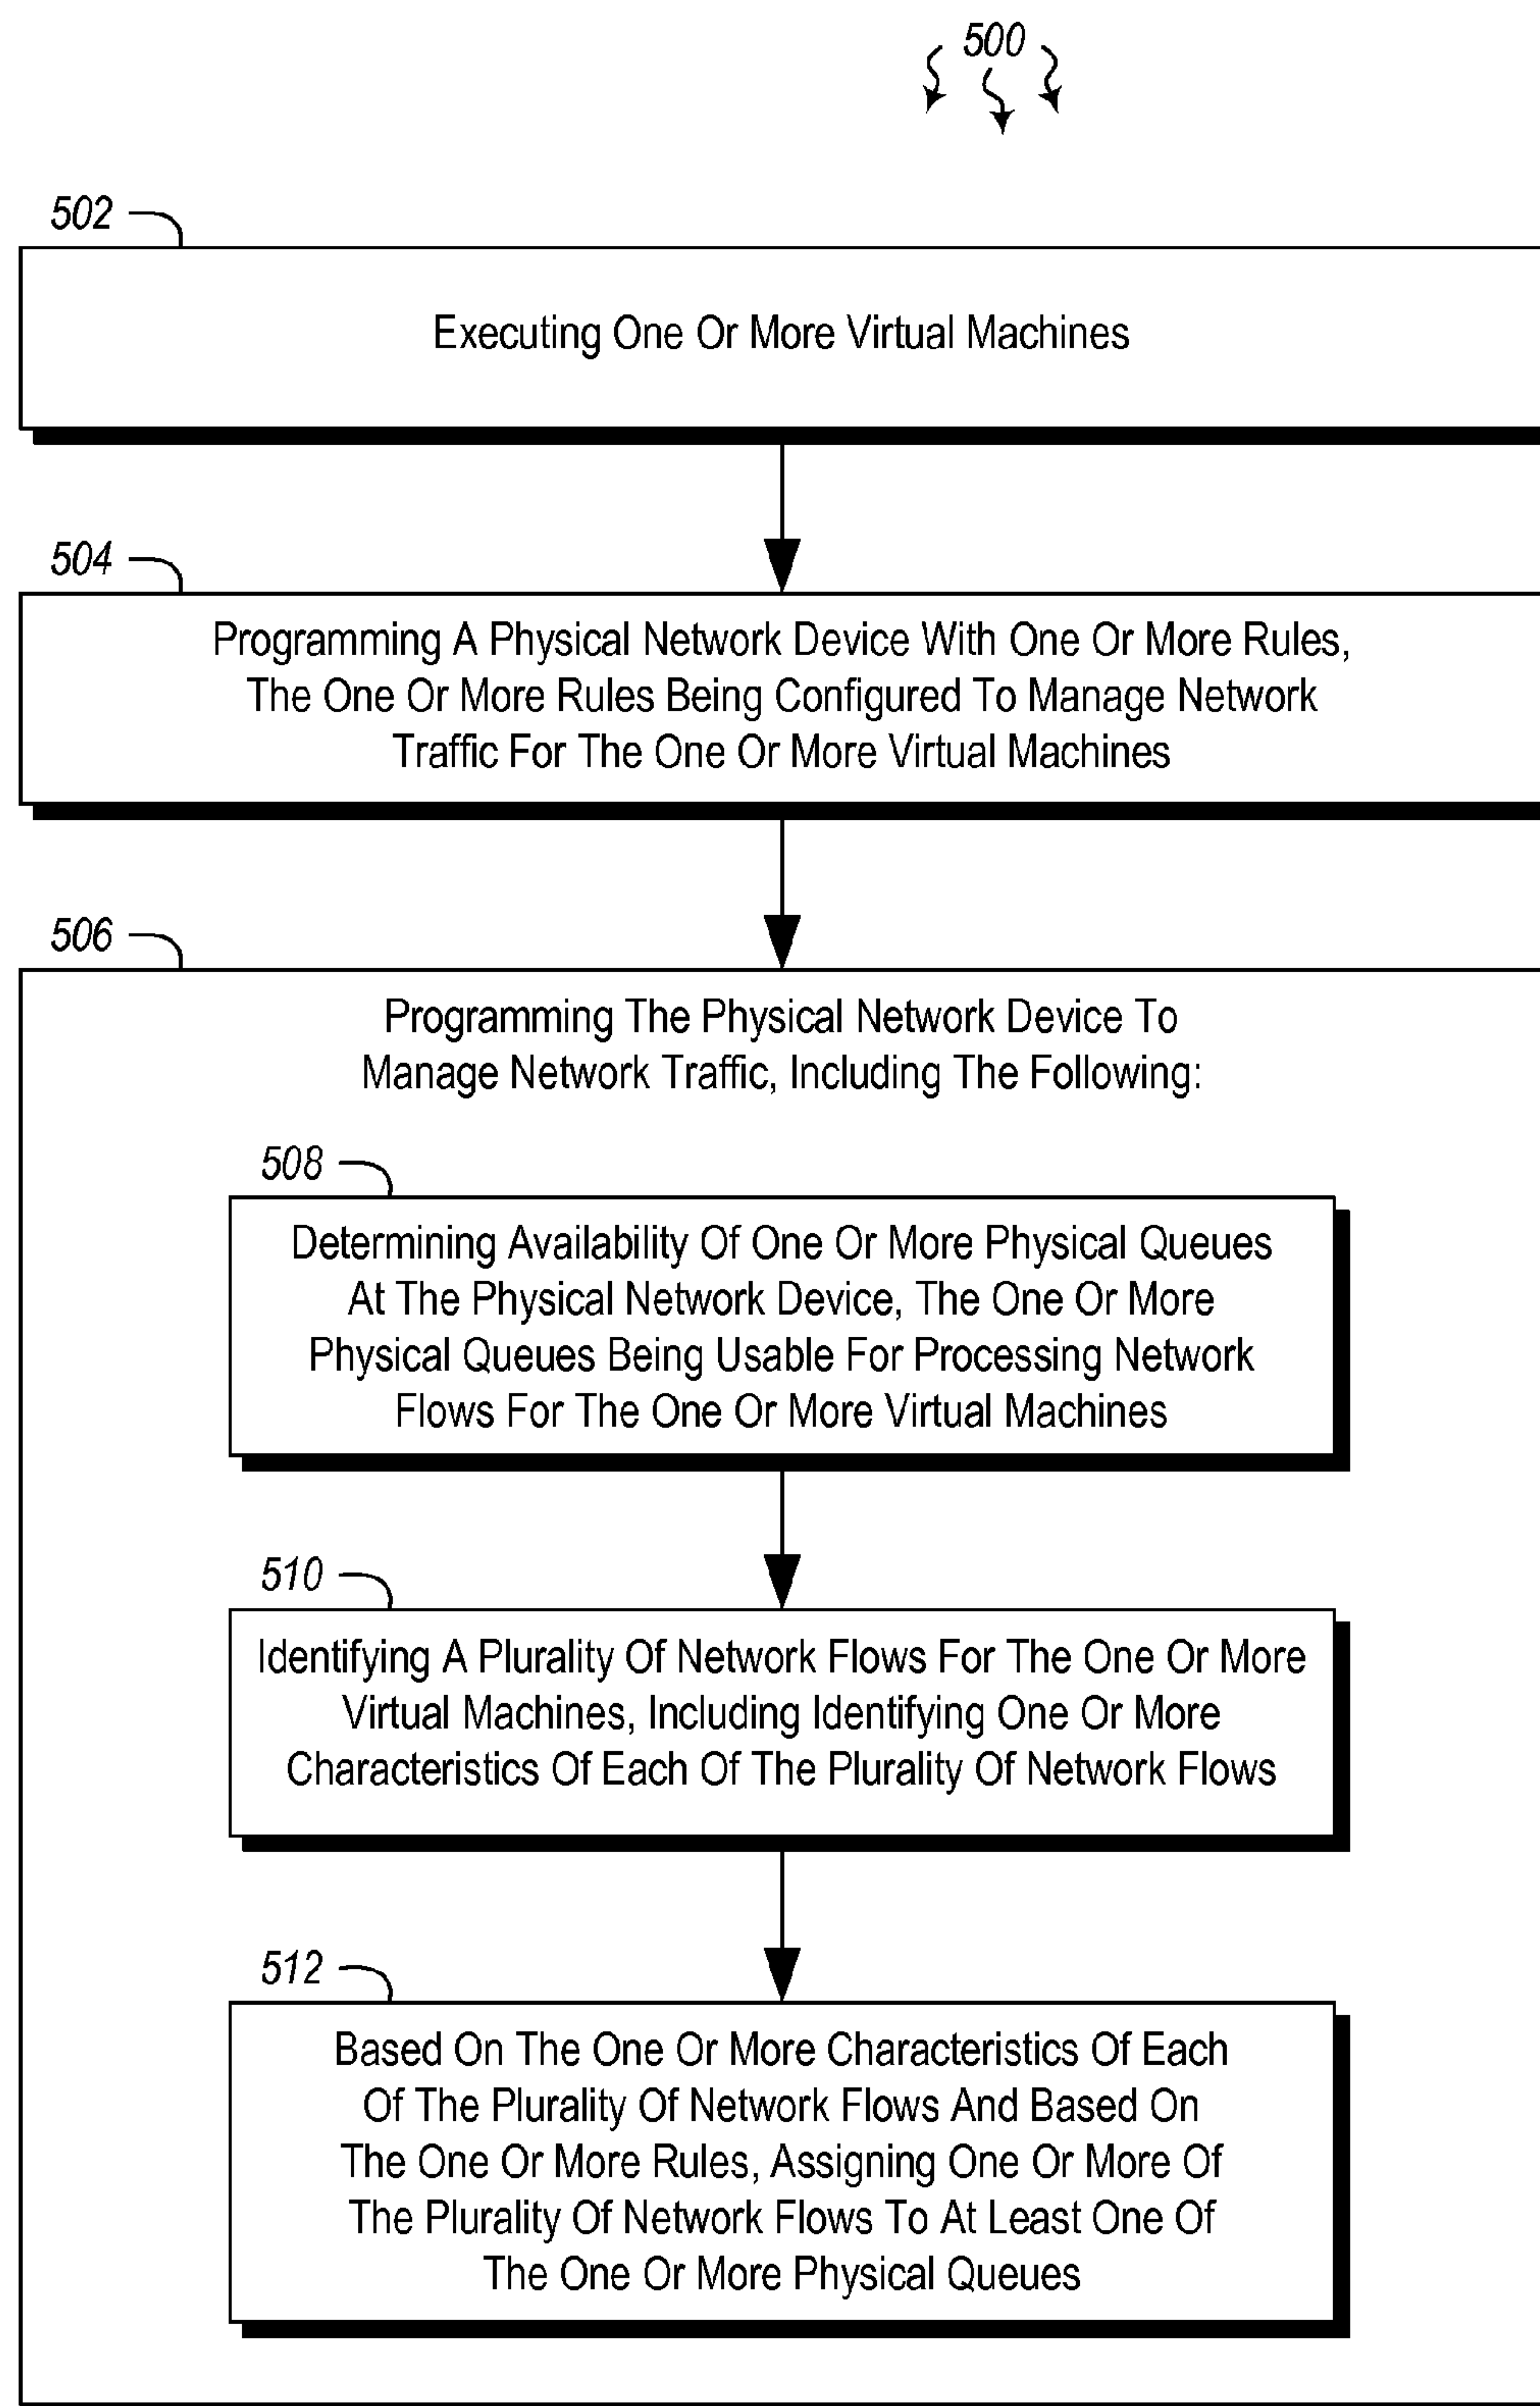 500
502
Executing One Or More Virtual Machines
504
Programming A Physical Network Device With One Or More Rules,
The One Or More Rules Being Configured To Manage Network
Traffic For The One Or More Virtual Machines
506
Programming The Physical Network Device To
Manage Network Traffic, Including The Following:
508
Determining Availability Of One Or More Physical Queues
At The Physical Network Device, The One Or More
Physical Queues Being Usable For Processing Network
Flows For The One Or More Virtual Machines
510
Identifying A Plurality Of Network Flows For The One Or More
Virtual Machines, Including Identifying One Or More
Characteristics Of Each Of The Plurality Of Network Flows
512
Based On The One Or More Characteristics Of Each
Of The Plurality Of Network Flows And Based On
The One Or More Rules, Assigning One Or More Of
The Plurality Of Network Flows To At Least One Of
The One Or More Physical Queues